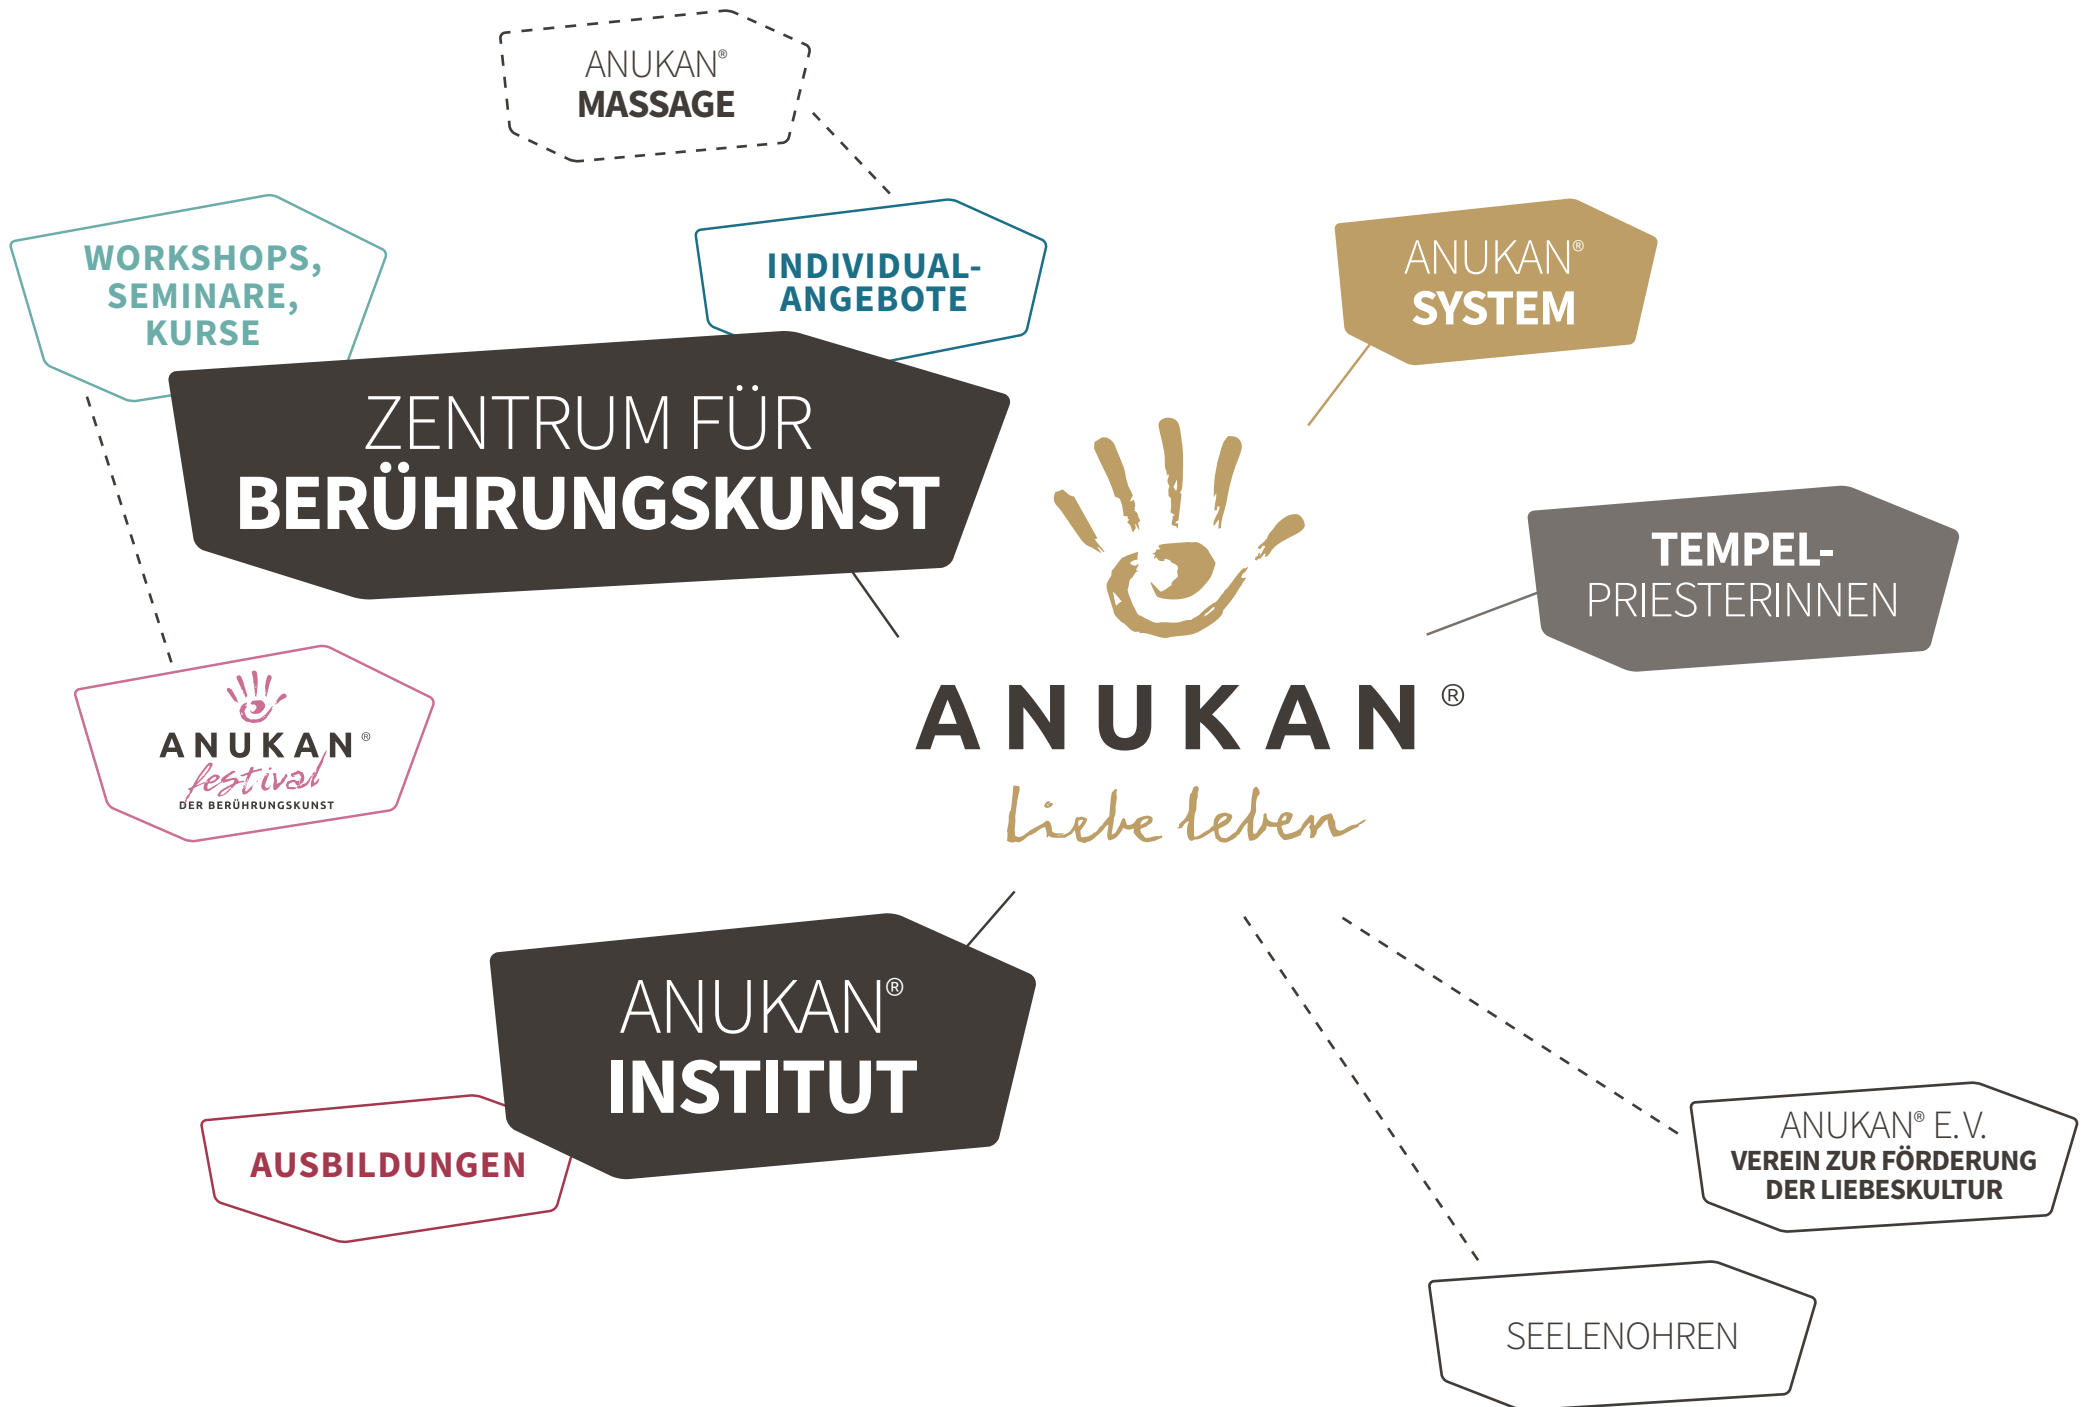 ANUKAN®
MASSAGE
WORKSHOPS,
SEMINARE,
KURSE
INDIVIDUAL-
ANGEBOTE
ANUKAN®
SYSTEM
ZENTRUM FÜR
BERÜHRUNGSKUNST
TEMPEL-
PRIESTERINNEN
ANUKAN®
festival
DER BERÜHRUNGSKUNST
ANUKAN®
Liebe leben
ANUKAN®
INSTITUT
AUSBILDUNGEN
ANUKAN® E.V.
VEREIN ZUR FÖRDERUNG
DER LIEBESKULTUR
SEELENOHREN